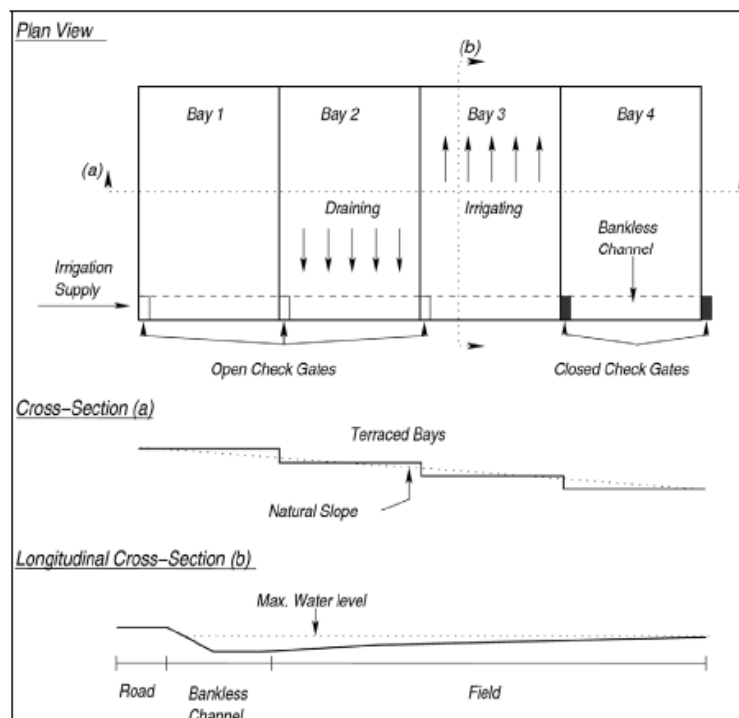 Plan View
(b)
Bay 1 Bay 2 Bay 3 Bay 4
(a)
Draining Irrigating
Bankless
Channel
Irrigation
Supply
Open Check Gates Closed Check Gates
Cross-Section (a)
Terraced Bays
Natural Slope
Longitudinal Cross-Section (b)
Max. Water level
Road Bankless Field
Channel